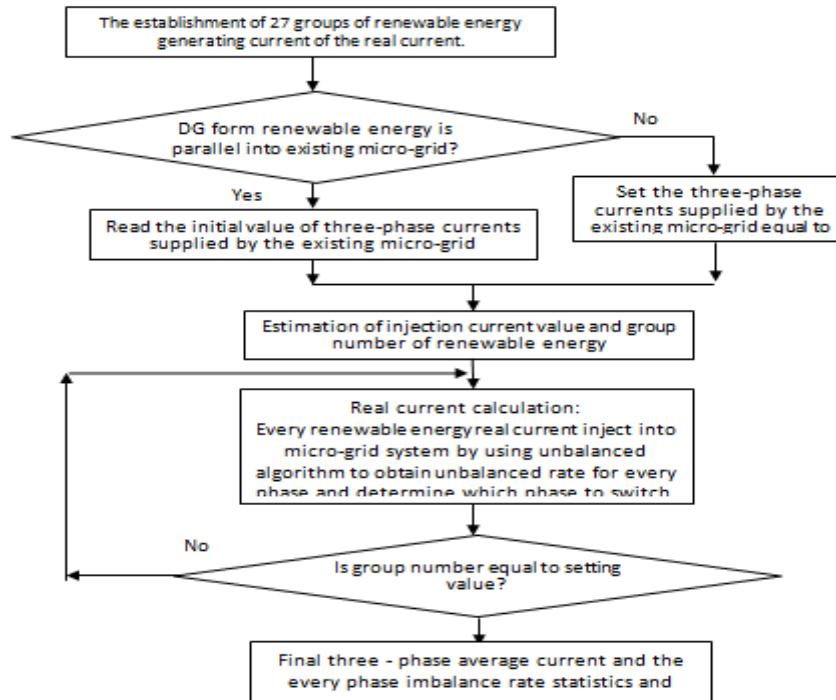 The establishment of 27 groups of renewable energy
generating current of the real current.
DG form renewable energy is
parallel into existing micro-grid?
No
Yes
Read the initial value of three-phase currents
supplied by the existing micro-grid
Set the three-phase
currents supplied by the
existing micro-grid equal to
Estimation of injection current value and group
number of renewable energy
Real current calculation:
Every renewable energy real current inject into
micro-grid system by using unbalanced
algorithm to obtain unbalanced rate for every
phase and determine which phase to switch
No
Is group number equal to setting
value?
Final three - phase average current and the
every phase imbalance rate statistics and